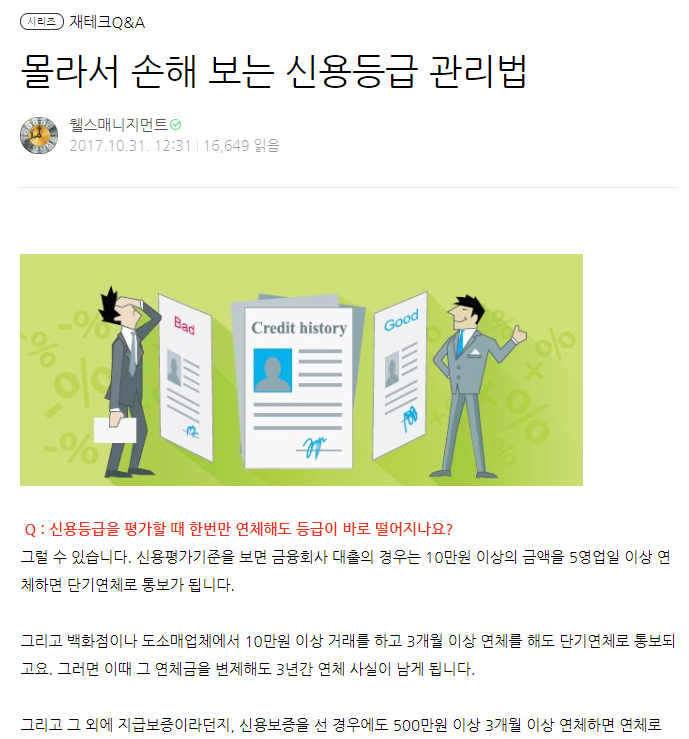 시리즈 재테크Q&A
몰라서 손해 보는 신용등급 관리법
웰스매니지먼트
2017.10.31. 12:31 | 16,649 읽음
Bad
Credit history
Good
Q : 신용등급을 평가할 때 한번만 연체해도 등급이 바로 떨어지나요?
그럴 수 있습니다. 신용평가기준을 보면 금융회사 대출의 경우는 10만원 이상의 금액을 5영업일 이상 연
체하면 단기연체로 통보가 됩니다.
그리고 백화점이나 도소매업체에서 10만원 이상 거래를 하고 3개월 이상 연체를 해도 단기연체로 통보되
고요. 그러면 이때 그 연체금을 변제해도 3년간 연체 사실이 남게 됩니다.
그리고 그 외에 지급보증이라던지, 신용보증을 선 경우에도 500만원 이상 3개월 이상 연체하면 연체로